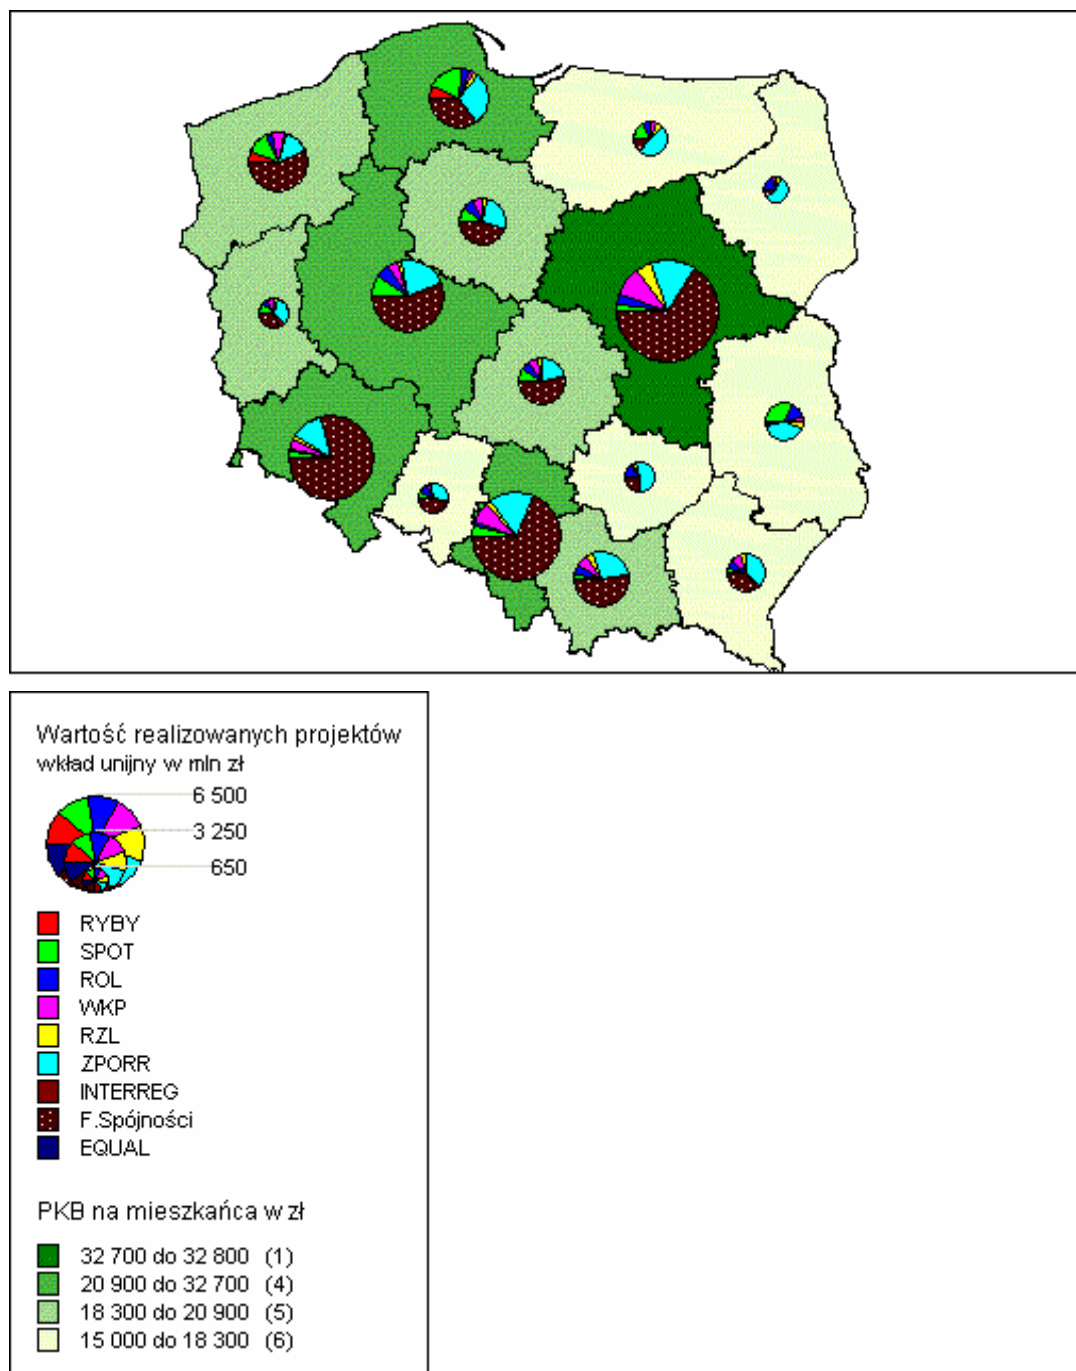 Wartość realizowanych projektów
wkład unijny w mln zł
6 500
3 250
650
RYBY
SPOT
ROL
WKP
RZL
ZPORR
INTERREG
F.Spójności
EQUAL
PKB na mieszkańca w zł
32 700 do 32 800 (1)
20 900 do 32 700 (4)
18 300 do 20 900 (5)
15 000 do 18 300 (6)